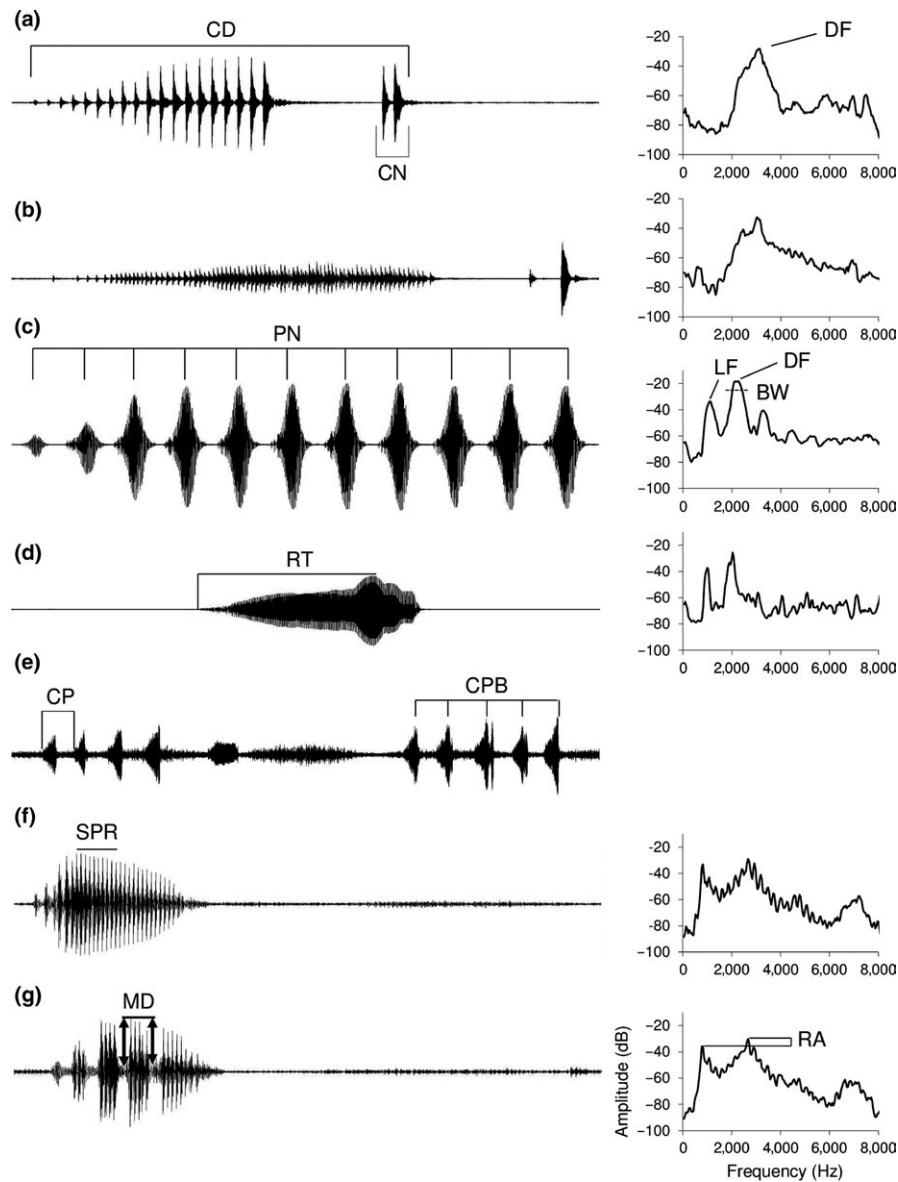 (a)
CD
CN
DF
−20
−40
−60
−80
−100
0 2,000 4,000 6,000 8,000
(b)
−20
−40
−60
−80
−100
0 2,000 4,000 6,000 8,000
(c)
PN
LF DF
BW
−20
−40
−60
−80
−100
0 2,000 4,000 6,000 8,000
(d)
RT
−20
−40
−60
−80
−100
0 2,000 4,000 6,000 8,000
(e)
CP
CPB
(f)
SPR
−20
−40
−60
−80
−100
0 2,000 4,000 6,000 8,000
(g)
MD
RA
Amplitude (dB)
−20
−40
−60
−80
−100
0 2,000 4,000 6,000 8,000
Frequency (Hz)